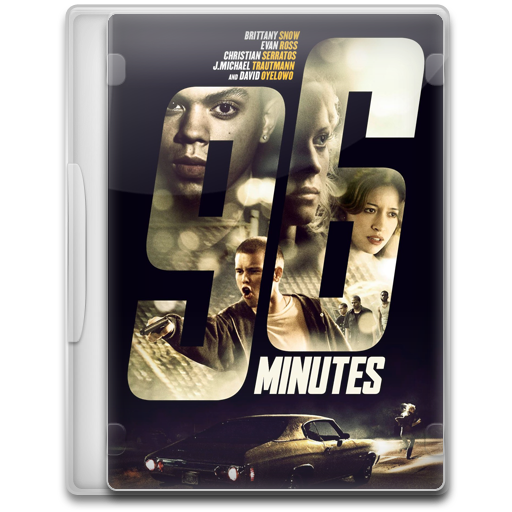 BRITTANY SNOW
EVAN ROSS
CHRISTIAN SERRATOS
J.MICHAEL TRAUTMANN
AND DAVID OYELOWO
96
MINUTES